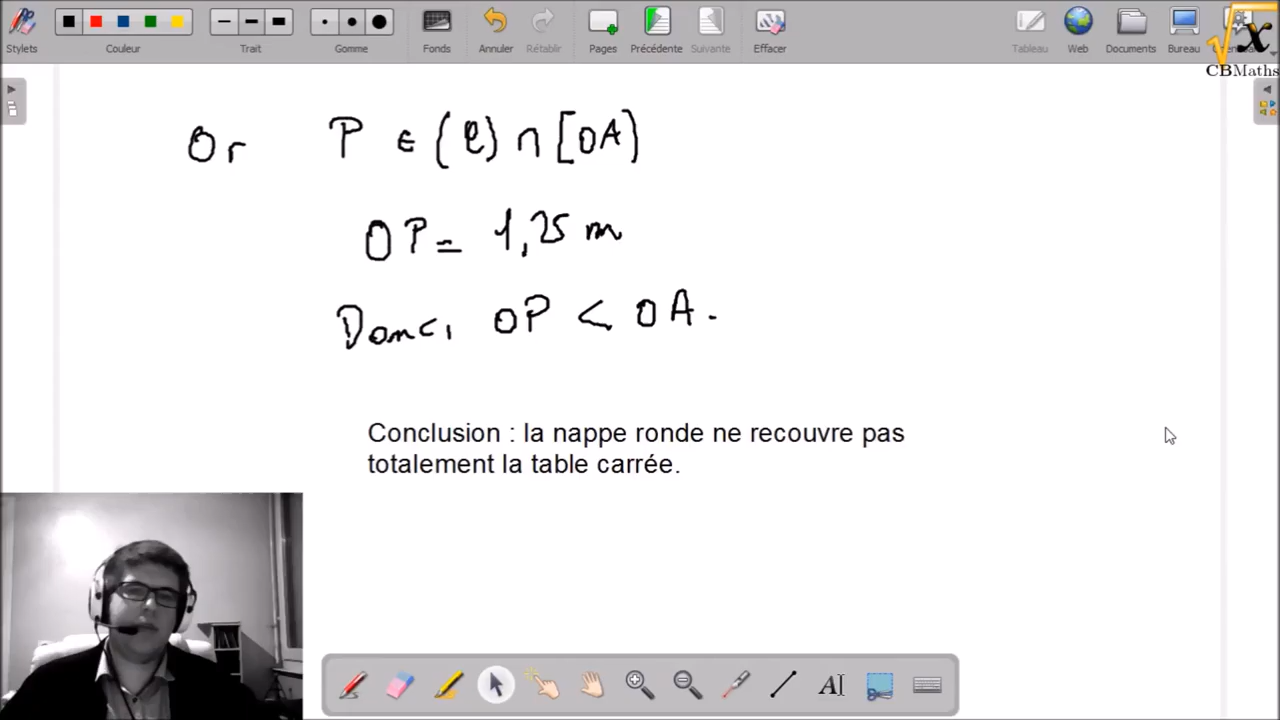 Stylets Couleur Trait Gomme Fonds Annuler Rétablir Pages Précédente Suivante Effacer Tableau Web Documents Bureau
CBMaths
Or P ∈ (C) ∩ [OA]
OP = 1,25 m
Donc, OP < OA.
Conclusion : la nappe ronde ne recouvre pas
totalement la table carrée.
AI